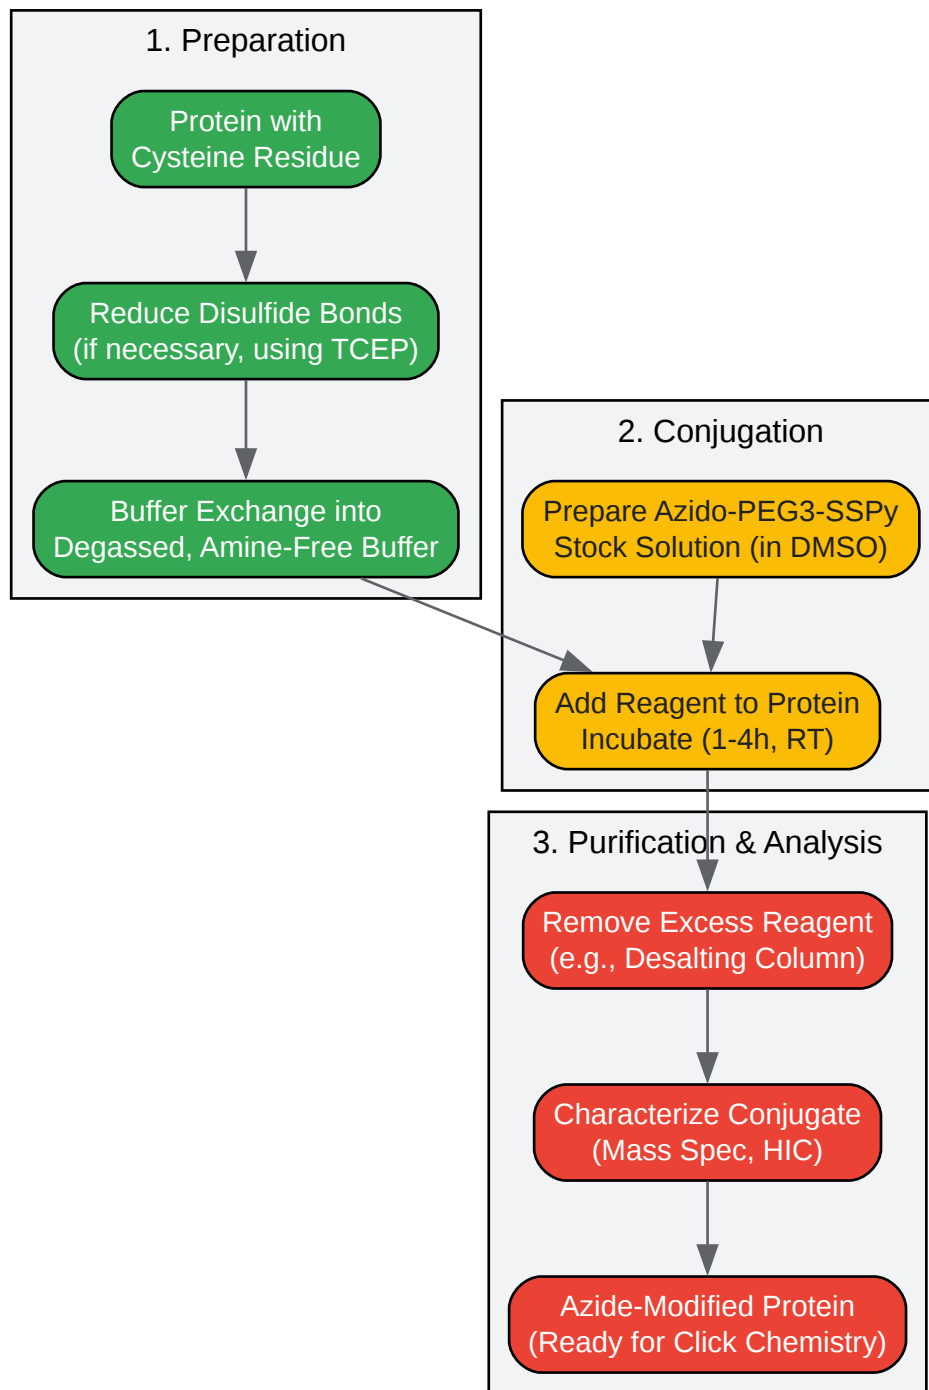 1. Preparation
Protein with
Cysteine Residue
Reduce Disulfide Bonds
(if necessary, using TCEP)
Buffer Exchange into
Degassed, Amine-Free Buffer
2. Conjugation
Prepare Azido-PEG3-SSPy
Stock Solution (in DMSO)
Add Reagent to Protein
Incubate (1-4h, RT)
3. Purification & Analysis
Remove Excess Reagent
(e.g., Desalting Column)
Characterize Conjugate
(Mass Spec, HIC)
Azide-Modified Protein
(Ready for Click Chemistry)